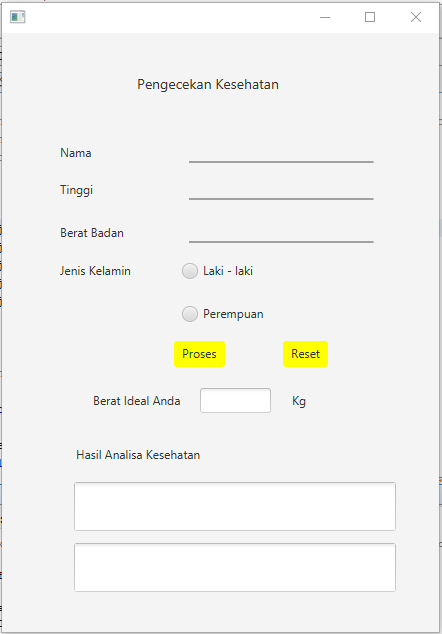 Pengecekan Kesehatan
Nama
Tinggi
Berat Badan
Jenis Kelamin Laki - laki
Perempuan
Proses Reset
Berat Ideal Anda Kg
Hasil Analisa Kesehatan